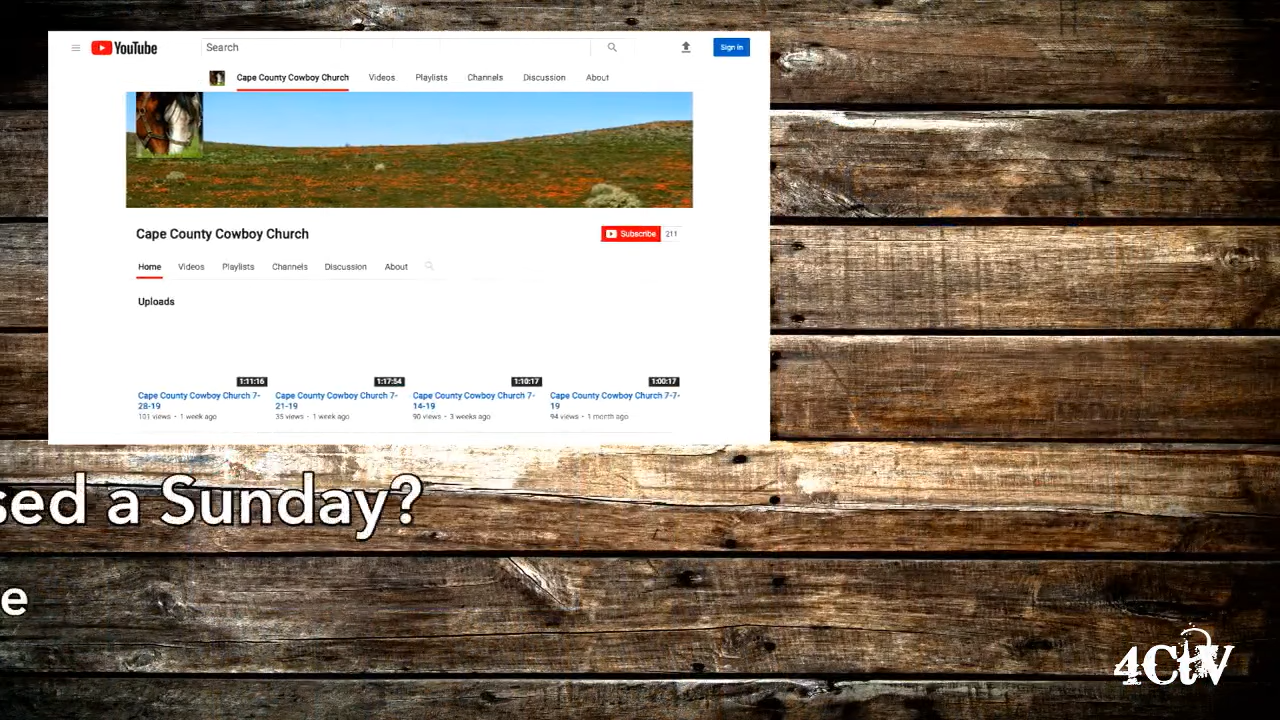 YouTube Search Sign in
Cape County Cowboy Church Videos Playlists Channels Discussion About
Cape County Cowboy Church Subscribe 211
Home Videos Playlists Channels Discussion About
Uploads
1:11:16 1:17:54 1:10:17 1:00:17
Cape County Cowboy Church 7-
28-19
101 views • 1 week ago
Cape County Cowboy Church 7-
21-19
35 views • 1 week ago
Cape County Cowboy Church 7-
14-19
90 views • 3 weeks ago
Cape County Cowboy Church 7-7-
19
94 views • 1 month ago
sed a Sunday?
e
4CtV